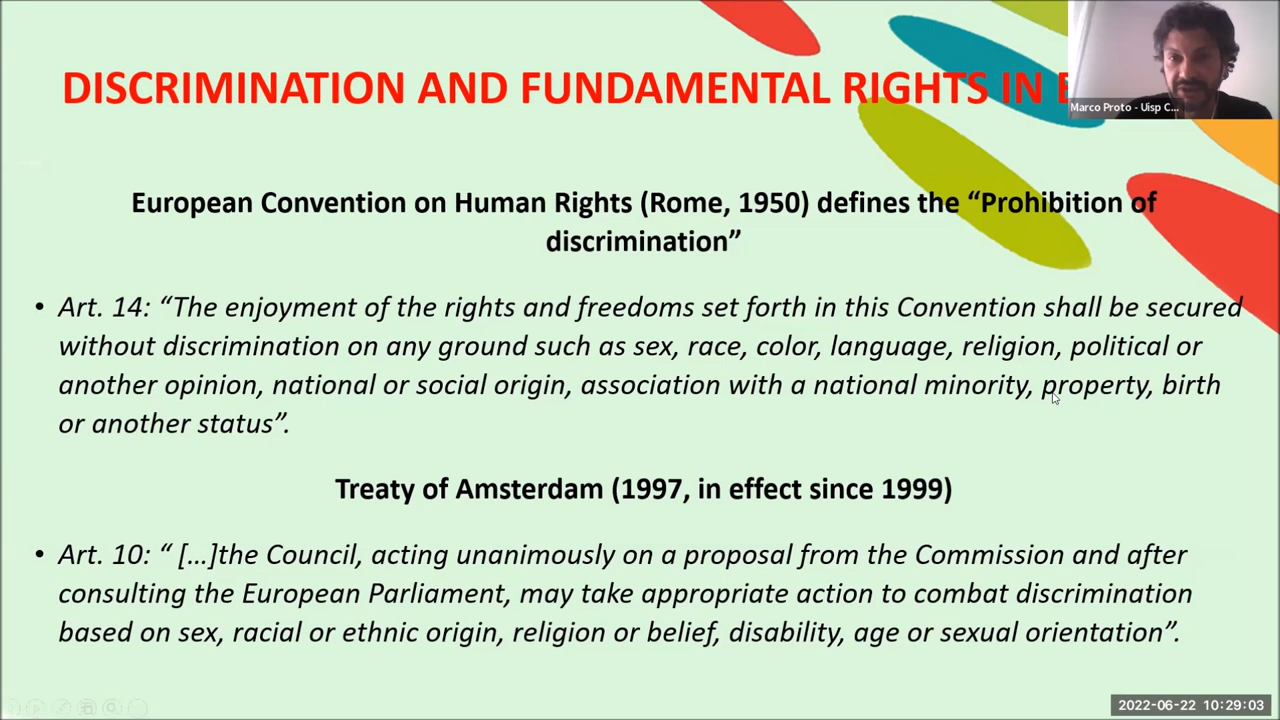 DISCRIMINATION AND FUNDAMENTAL RIGHTS IN
Marco Proto - Uisp C...
European Convention on Human Rights (Rome, 1950) defines the “Prohibition of
discrimination”
• Art. 14: “The enjoyment of the rights and freedoms set forth in this Convention shall be secured
without discrimination on any ground such as sex, race, color, language, religion, political or
another opinion, national or social origin, association with a national minority, property, birth
or another status”.
Treaty of Amsterdam (1997, in effect since 1999)
• Art. 10: “ […]the Council, acting unanimously on a proposal from the Commission and after
consulting the European Parliament, may take appropriate action to combat discrimination
based on sex, racial or ethnic origin, religion or belief, disability, age or sexual orientation”.
2022-06-22 10:29:03